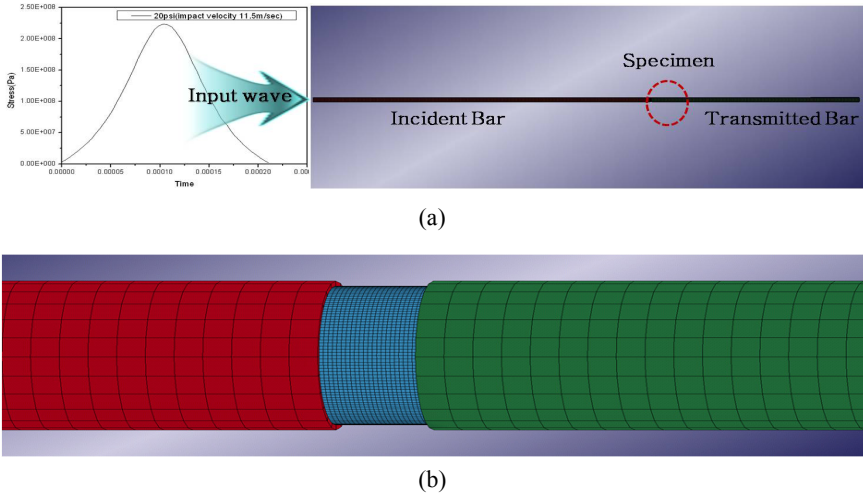 2.50E+008
20psi(impact velocity 11.5m/sec)
2.00E+008
1.50E+008
1.00E+008
5.00E+007
0.00E+000
Stress(Pa)
0.00000 0.00005 0.00010 0.00015 0.00020
Time
Input wave
Specimen
Incident Bar
Transmitted Bar
(a)
(b)